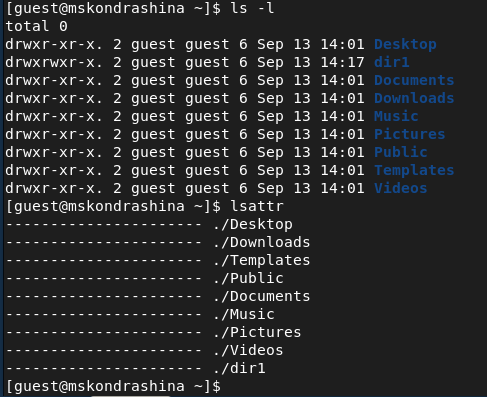 [guest@mskondrashina ~]$ ls -l
total 0
drwxr-xr-x. 2 guest guest 6 Sep 13 14:01 Desktop
drwxrwxr-x. 2 guest guest 6 Sep 13 14:17 dir1
drwxr-xr-x. 2 guest guest 6 Sep 13 14:01 Documents
drwxr-xr-x. 2 guest guest 6 Sep 13 14:01 Downloads
drwxr-xr-x. 2 guest guest 6 Sep 13 14:01 Music
drwxr-xr-x. 2 guest guest 6 Sep 13 14:01 Pictures
drwxr-xr-x. 2 guest guest 6 Sep 13 14:01 Public
drwxr-xr-x. 2 guest guest 6 Sep 13 14:01 Templates
drwxr-xr-x. 2 guest guest 6 Sep 13 14:01 Videos
[guest@mskondrashina ~]$ lsattr
---------------------- ./Desktop
---------------------- ./Downloads
---------------------- ./Templates
---------------------- ./Public
---------------------- ./Documents
---------------------- ./Music
---------------------- ./Pictures
---------------------- ./Videos
---------------------- ./dir1
[guest@mskondrashina ~]$